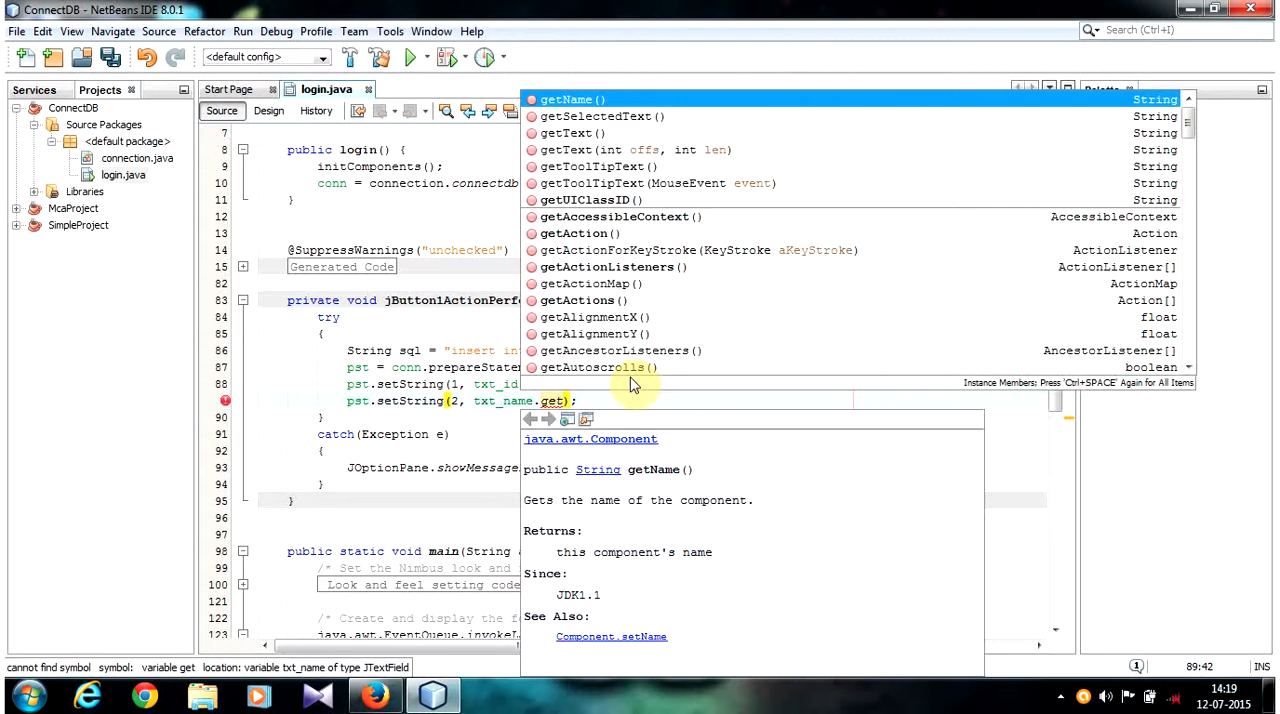 ConnectDB - NetBeans IDE 8.0.1
File Edit View Navigate Source Refactor Run Debug Profile Team Tools Window Help
Search (Ctrl+I)
<default config>
Services Projects Start Page login.java
ConnectDB
Source Packages
<default package>
connection.java
login.java
Libraries
McaProject
SimpleProject
Source Design History
7
8 public login() {
9 initComponents();
10 conn = connection.connectdb
11 }
12
13
14 @SuppressWarnings("unchecked")
15 Generated Code
82
83 private void jButton1ActionPerfo
84 try
85 {
86 String sql = "insert in
87 pst = conn.prepareStatem
88 pst.setString(1, txt_id
pst.setString(2, txt_name.get);
90 }
91 catch(Exception e)
92 {
93 JOptionPane.showMessage
94 }
95 }
96
97
98 public static void main(String
99 /* Set the Nimbus look and
100 Look and feel setting code
121
122 /* Create and display the f
123 java.awt.EventQueue.invokeL
getName() String
getSelectedText() String
getText() String
getText(int offs, int len) String
getToolTipText() String
getToolTipText(MouseEvent event) String
getUIClassID() String
getAccessibleContext() AccessibleContext
getAction() Action
getActionForKeyStroke(KeyStroke aKeyStroke) ActionListener
getActionListeners() ActionListener[]
getActionMap() ActionMap
getActions() Action[]
getAlignmentX() float
getAlignmentY() float
getAncestorListeners() AncestorListener[]
getAutoscrolls() boolean
Instance Members; Press 'Ctrl+SPACE' Again for All Items
java.awt.Component
public String getName()
Gets the name of the component.
Returns:
this component's name
Since:
JDK1.1
See Also:
Component.setName
cannot find symbol symbol: variable get location: variable txt_name of type JTextField
1 89:42 INS
14:19
12-07-2015